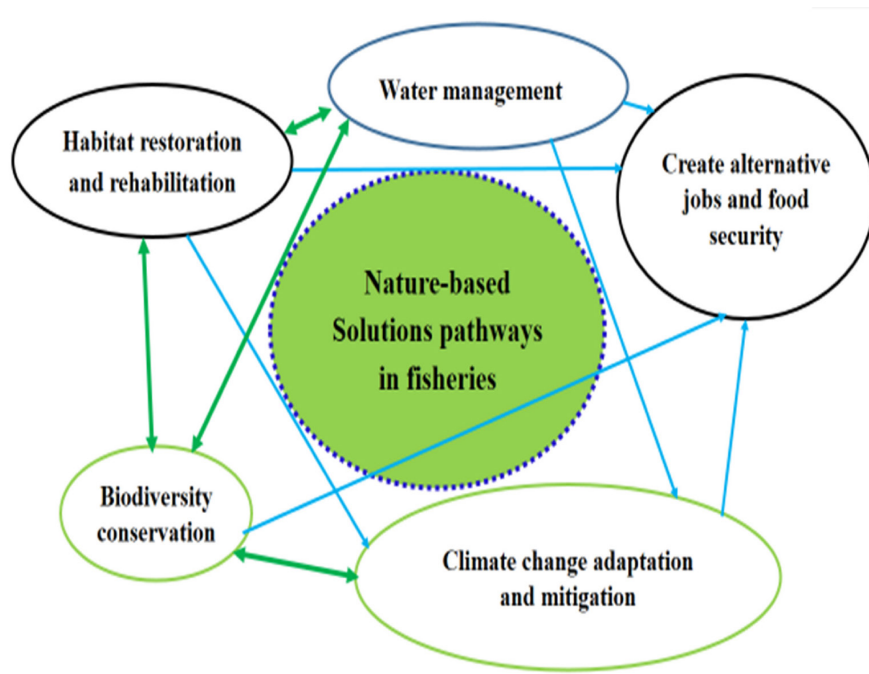 Water management
Habitat restoration
and rehabilitation
Create alternative
jobs and food
security
Nature-based
Solutions pathways
in fisheries
Biodiversity
conservation
Climate change adaptation
and mitigation